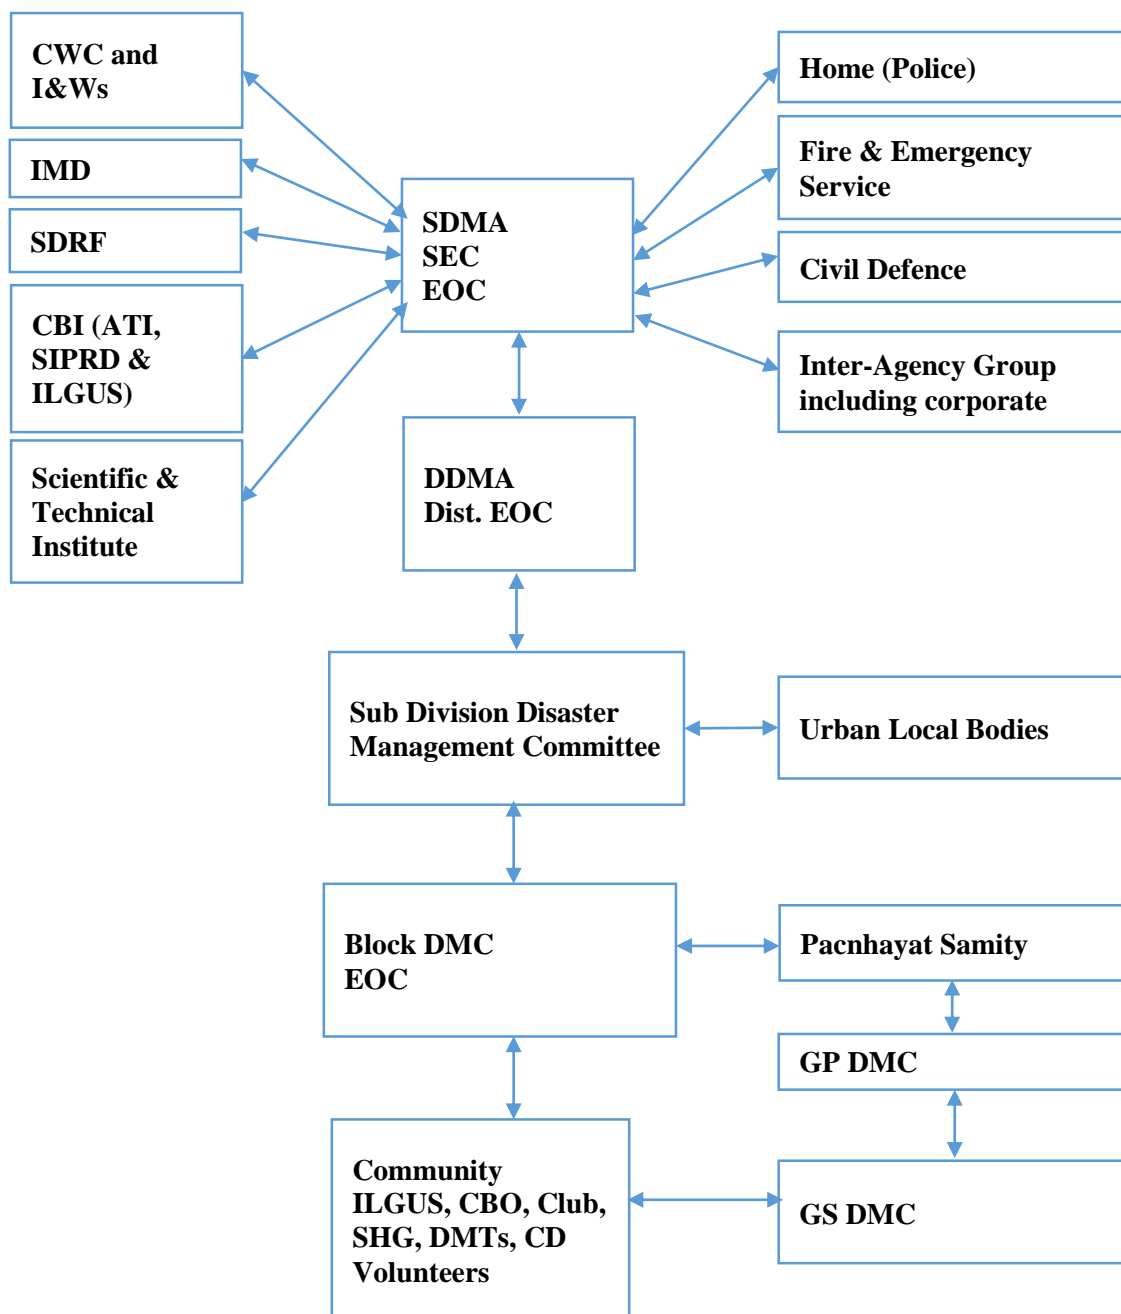 CWC and
I&Ws
IMD
SDRF
CBI (ATI,
SIPRD &
ILGUS)
Scientific &
Technical
Institute
SDMA
SEC
EOC
Home (Police)
Fire & Emergency
Service
Civil Defence
Inter-Agency Group
including corporate
DDMA
Dist. EOC
Sub Division Disaster
Management Committee
Urban Local Bodies
Block DMC
EOC
Pacnhayat Samity
GP DMC
Community
ILGUS, CBO, Club,
SHG, DMTs, CD
Volunteers
GS DMC